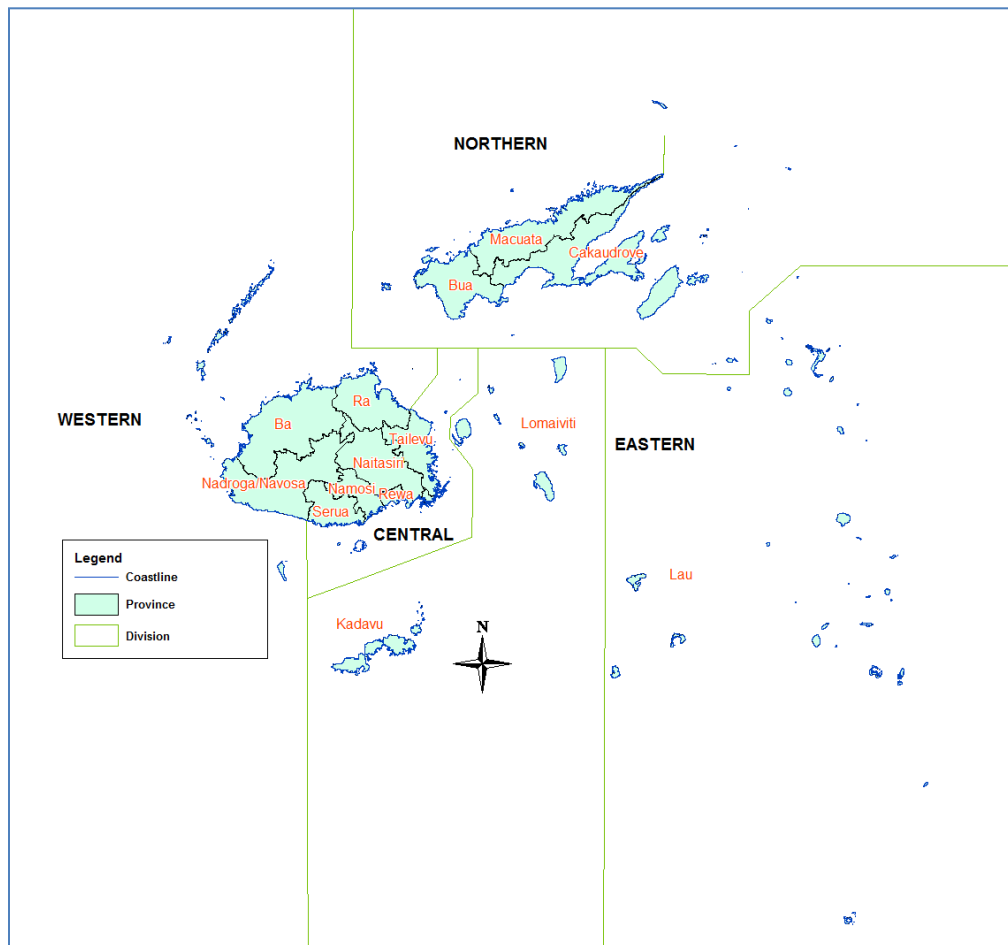 NORTHERN
Macuata
Cakaudrove
Bua
Ra
WESTERN
Ba
Lomaiviti
Tailevu
EASTERN
Naitasiri
Nadroga/Navosa
Namosi
Rewa
Serua
CENTRAL
Legend
Coastline
Province
Division
Lau
Kadavu
N